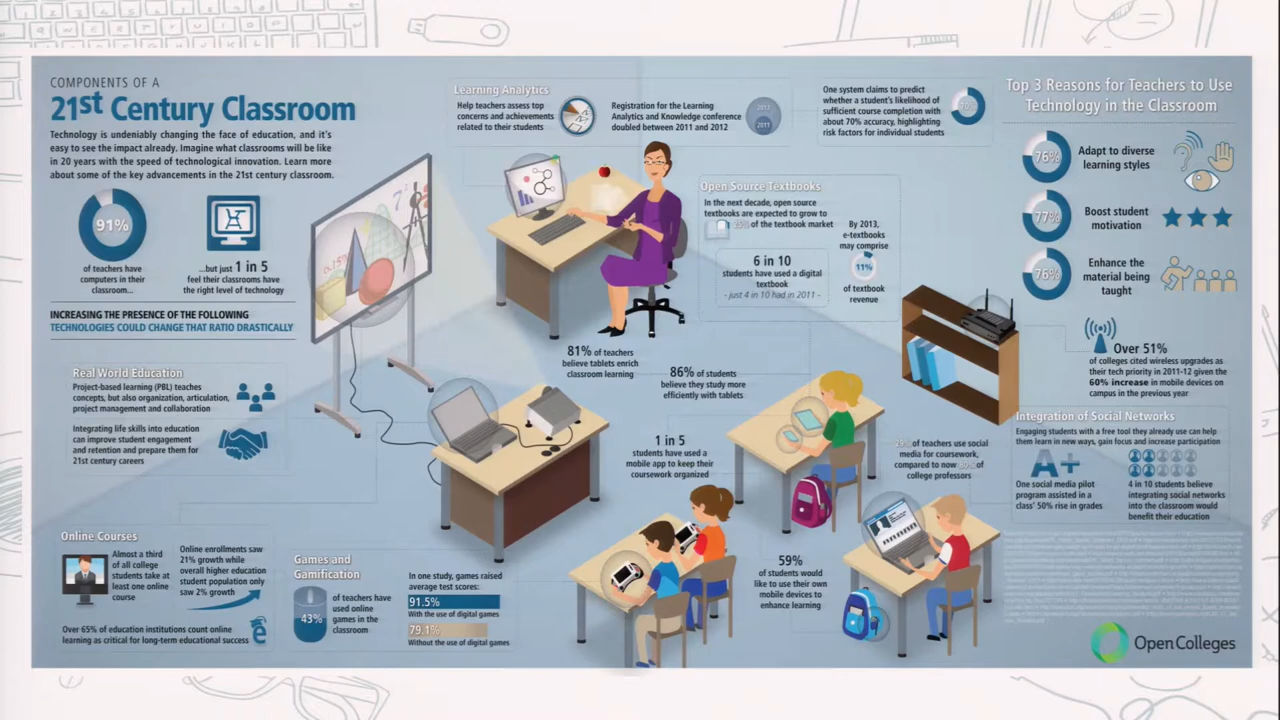 COMPONENTS OF A
21st Century Classroom
Technology is undeniably changing the face of education, and it's
easy to see the impact already. Imagine what classrooms will be like
in 20 years with the speed of technological innovation. Learn more
about some of the key advancements in the 21st century classroom.
91%
of teachers have
computers in their
classroom...
...but just 1 in 5
feel their classrooms have
the right level of technology
INCREASING THE PRESENCE OF THE FOLLOWING
TECHNOLOGIES COULD CHANGE THAT RATIO DRASTICALLY
Real World Education
Project-based learning (PBL) teaches
concepts, but also organization, articulation,
project management and collaboration
Integrating life skills into education
can improve student engagement
and retention and prepare them for
21st century careers
Online Courses
Almost a third
of all college
students take at
least one online
course
Online enrollments saw
21% growth while
overall higher education
student population only
saw 2% growth
Over 65% of education institutions count online
learning as critical for long-term educational success
Games and
Gamification
43%
of teachers have
used online
games in the
classroom
In one study, games raised
average test scores:
91.5%
With the use of digital games
79.1%
Without the use of digital games
Learning Analytics
Help teachers assess top
concerns and achievements
related to their students
Registration for the Learning
Analytics and Knowledge conference
doubled between 2011 and 2012
2012
2011
One system claims to predict
whether a student's likelihood of
sufficient course completion with
about 70% accuracy, highlighting
risk factors for individual students
70%
Open Source Textbooks
In the next decade, open source
textbooks are expected to grow to
25% of the textbook market
6 in 10
students have used a digital
textbook
- just 4 in 10 had in 2011 -
By 2013,
e-textbooks
may comprise
11%
of textbook
revenue
81% of teachers
believe tablets enrich
classroom learning
86% of students
believe they study more
efficiently with tablets
1 in 5
students have used a
mobile app to keep their
coursework organized
59%
of students would
like to use their own
mobile devices to
enhance learning
of teachers use social
media for coursework,
compared to now of
college professors
Top 3 Reasons for Teachers to Use
Technology in the Classroom
76%
Adapt to diverse
learning styles
77%
Boost student
motivation
76%
Enhance the
material being
taught
Over 51%
of colleges cited wireless upgrades as
their tech priority in 2011-12 given the
60% increase in mobile devices on
campus in the previous year
Integration of Social Networks
Engaging students with a free tool they already use can help
them learn in new ways, gain focus and increase participation
A+
One social media pilot
program assisted in a
class' 50% rise in grades
4 in 10 students believe
integrating social networks
into the classroom would
benefit their education
Open Colleges